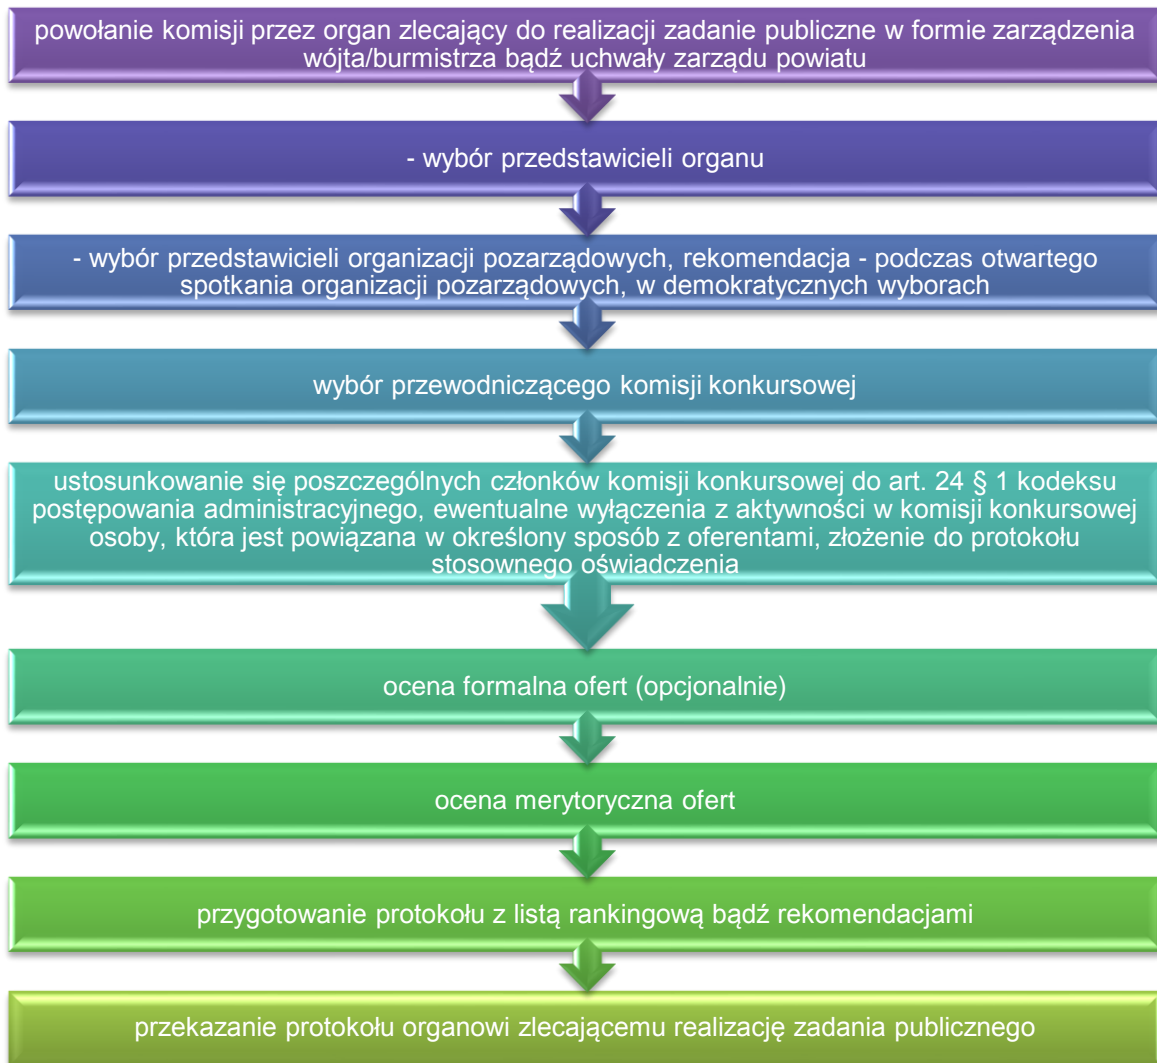 powołanie komisji przez organ zlecający do realizacji zadanie publiczne w formie zarządzenia
wójta/burmistrza bądź uchwały zarządu powiatu
- wybór przedstawicieli organu
- wybór przedstawicieli organizacji pozarządowych, rekomendacja - podczas otwartego
spotkania organizacji pozarządowych, w demokratycznych wyborach
wybór przewodniczącego komisji konkursowej
ustosunkowanie się poszczególnych członków komisji konkursowej do art. 24 § 1 kodeksu
postępowania administracyjnego, ewentualne wyłączenia z aktywności w komisji konkursowej
osoby, która jest powiązana w określony sposób z oferentami, złożenie do protokołu
stosownego oświadczenia
ocena formalna ofert (opcjonalnie)
ocena merytoryczna ofert
przygotowanie protokołu z listą rankingową bądź rekomendacjami
przekazanie protokołu organowi zlecającemu realizację zadania publicznego